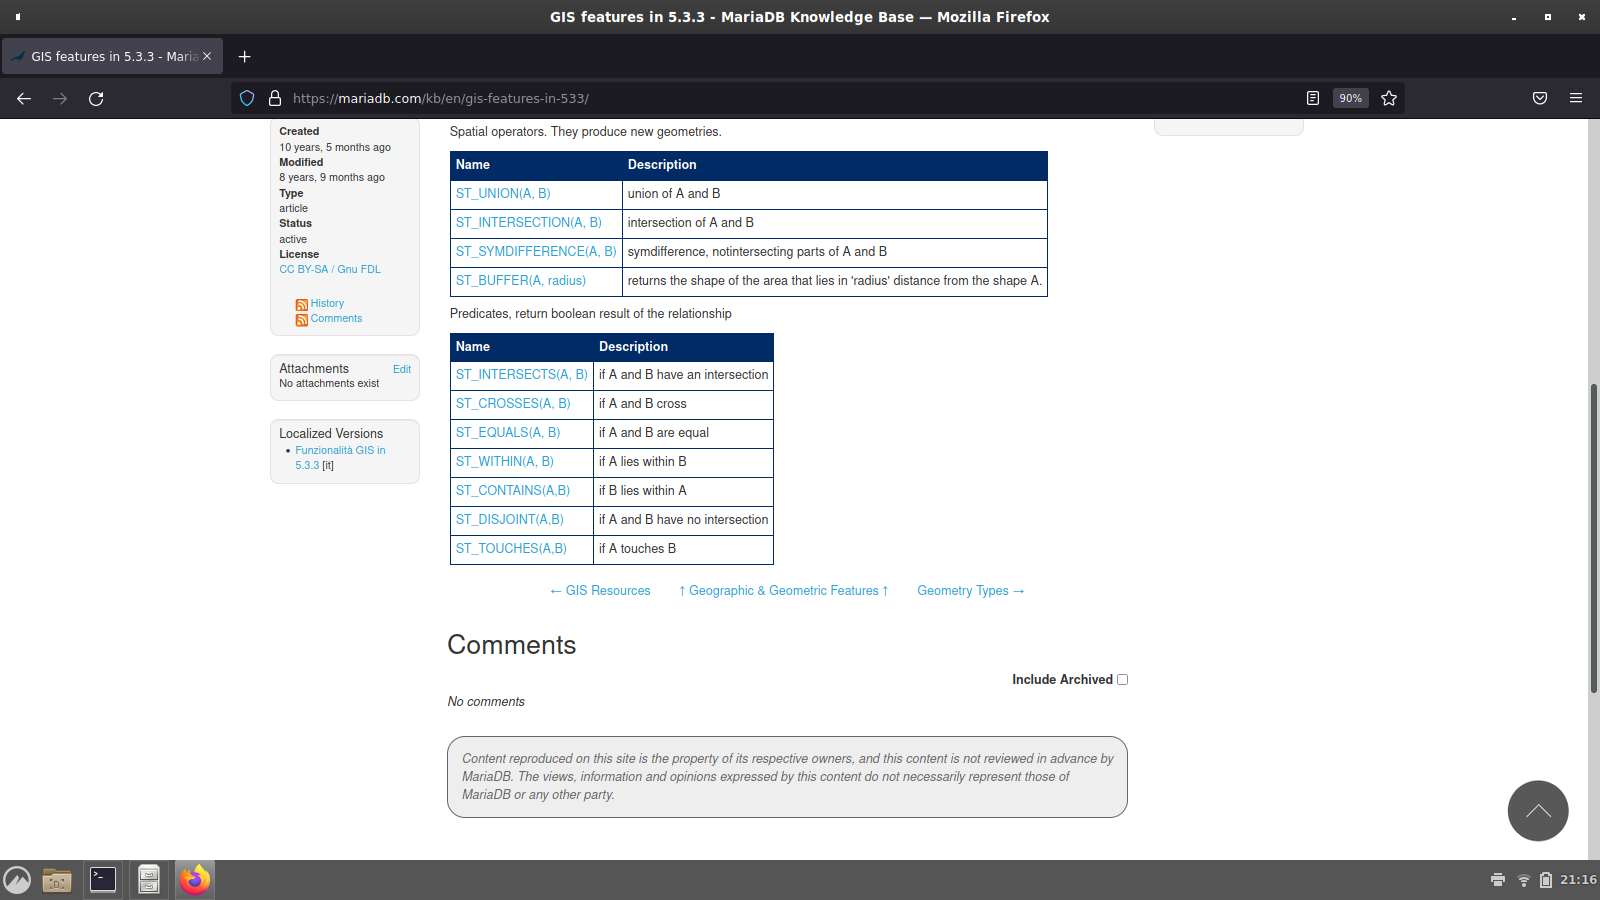 GIS features in 5.3.3 - MariaDB Knowledge Base — Mozilla Firefox
GIS features in 5.3.3 - Maria
https://mariadb.com/kb/en/gis-features-in-533/
90%
Created
10 years, 5 months ago
Modified
8 years, 9 months ago
Type
article
Status
active
License
CC BY-SA / Gnu FDL
History
Comments
Attachments Edit
No attachments exist
Localized Versions
• Funzionalità GIS in
5.3.3 [it]
Spatial operators. They produce new geometries.
Name Description
ST_UNION(A, B) union of A and B
ST_INTERSECTION(A, B) intersection of A and B
ST_SYMDIFFERENCE(A, B) symdifference, notintersecting parts of A and B
ST_BUFFER(A, radius) returns the shape of the area that lies in 'radius' distance from the shape A.
Predicates, return boolean result of the relationship
Name Description
ST_INTERSECTS(A, B) if A and B have an intersection
ST_CROSSES(A, B) if A and B cross
ST_EQUALS(A, B) if A and B are equal
ST_WITHIN(A, B) if A lies within B
ST_CONTAINS(A,B) if B lies within A
ST_DISJOINT(A,B) if A and B have no intersection
ST_TOUCHES(A,B) if A touches B
← GIS Resources ↑ Geographic & Geometric Features ↑ Geometry Types →
Comments
Include Archived
No comments
Content reproduced on this site is the property of its respective owners, and this content is not reviewed in advance by
MariaDB. The views, information and opinions expressed by this content do not necessarily represent those of
MariaDB or any other party.
21:16